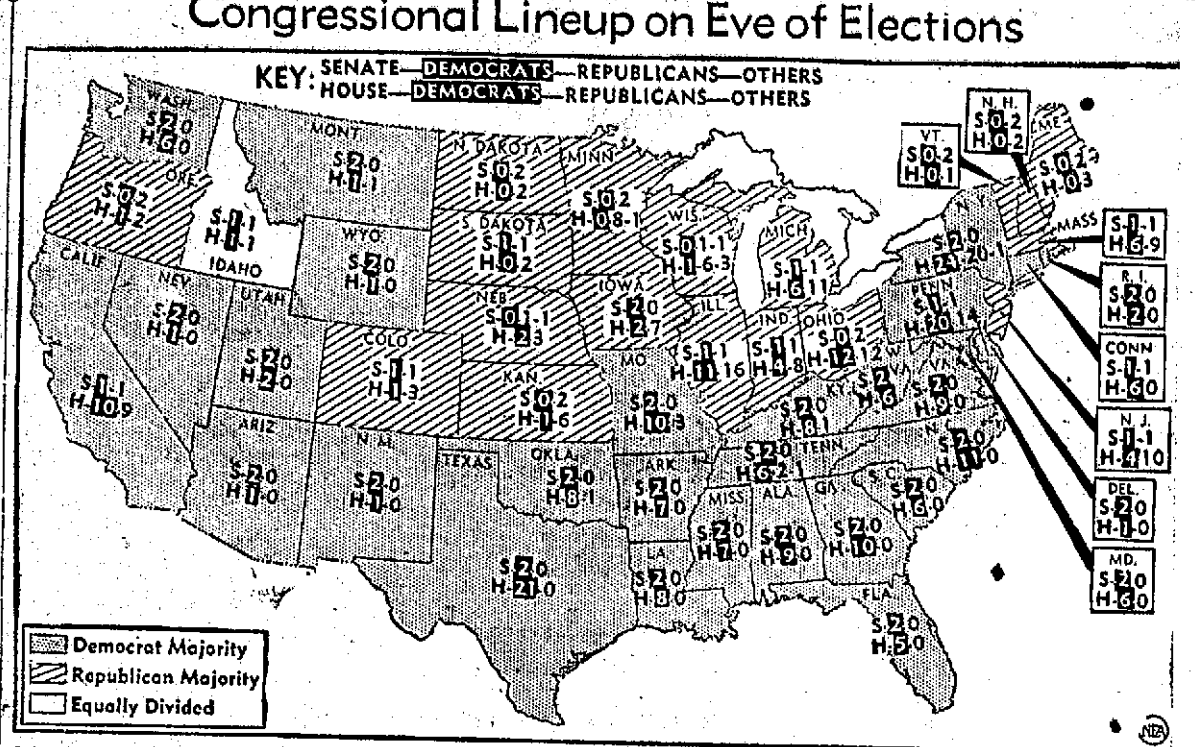 Congressional Lineup on Eve of Elections
KEY: SENATE—DEMOCRATS—REPUBLICANS—OTHERS
HOUSE—DEMOCRATS—REPUBLICANS—OTHERS
WASH.
S-2-0
H-6-0
ORE.
S-0-2
H-1-2
CALIF.
S-1-1
H-10-9
NEV.
S-2-0
H-1-0
S-1-1
H-1-1
IDAHO
MONT.
S-2-0
H-1-1
WYO.
S-2-0
H-1-0
UTAH
S-2-0
H-2-0
COLO.
S-1-1
H-1-3
ARIZ.
S-2-0
H-1-0
N. M.
S-2-0
H-1-0
N. DAKOTA
S-0-2
H-0-2
S. DAKOTA
S-1-1
H-0-2
NEB.
S-0-1-1
H-2-3
KAN.
S-0-2
H-1-6
OKLA.
S-2-0
H-8-1
TEXAS
S-2-0
H-21-0
MINN.
S-0-2
H-0-8-1
IOWA
S-2-0
H-2-7
MO.
S-2-0
H-10-3
ARK.
S-2-0
H-7-0
LA.
S-2-0
H-8-0
WIS.
S-0-1-1
H-1-6-3
ILL.
S-1-1
H-11-16
MICH.
S-1-1
H-6-11
IND.
S-1-1
H-4-8
OHIO
S-0-2
H-12-12
KY.
S-2-0
H-8-1
TENN.
S-2-0
H-6-2
MISS.
S-2-0
H-7-0
ALA.
S-2-0
H-9-0
GA.
S-2-0
H-10-0
FLA.
S-2-0
H-5-0
S. C.
S-2-0
H-6-0
N. C.
S-2-0
H-11-0
VA.
S-2-0
H-9-0
W. VA.
S-2
H-6
PENN.
S-1-1
H-20-14
N. Y.
S-2-0
H-24-20-1
VT.
S-0-2
H-0-1
N. H.
S-0-2
H-0-2
ME.
S-0-2
H-0-3
MASS.
S-1-1
H-6-9
R. I.
S-2-0
H-2-0
CONN.
S-1-1
H-6-0
N. J.
S-1-1
H-4-10
DEL.
S-2-0
H-1-0
MD.
S-2-0
H-6-0
Democrat Majority
Republican Majority
Equally Divided
NEA